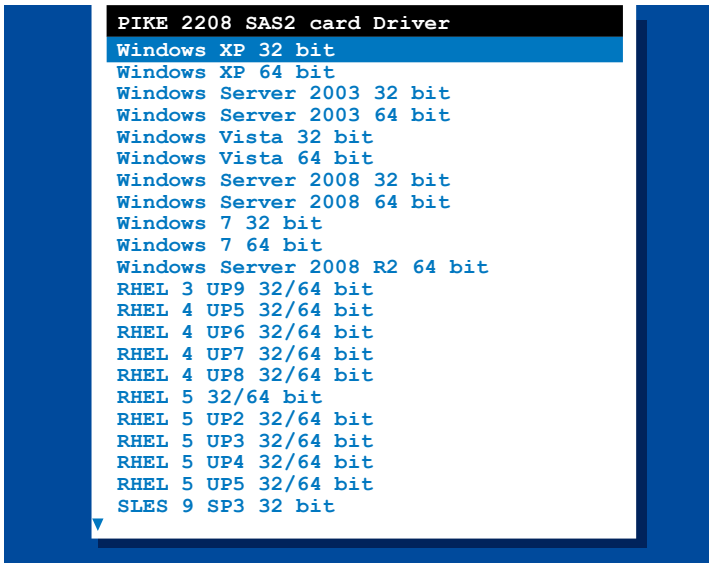 PIKE 2208 SAS2 card Driver
Windows XP 32 bit
Windows XP 64 bit
Windows Server 2003 32 bit
Windows Server 2003 64 bit
Windows Vista 32 bit
Windows Vista 64 bit
Windows Server 2008 32 bit
Windows Server 2008 64 bit
Windows 7 32 bit
Windows 7 64 bit
Windows Server 2008 R2 64 bit
RHEL 3 UP9 32/64 bit
RHEL 4 UP5 32/64 bit
RHEL 4 UP6 32/64 bit
RHEL 4 UP7 32/64 bit
RHEL 4 UP8 32/64 bit
RHEL 5 32/64 bit
RHEL 5 UP2 32/64 bit
RHEL 5 UP3 32/64 bit
RHEL 5 UP4 32/64 bit
RHEL 5 UP5 32/64 bit
SLES 9 SP3 32 bit